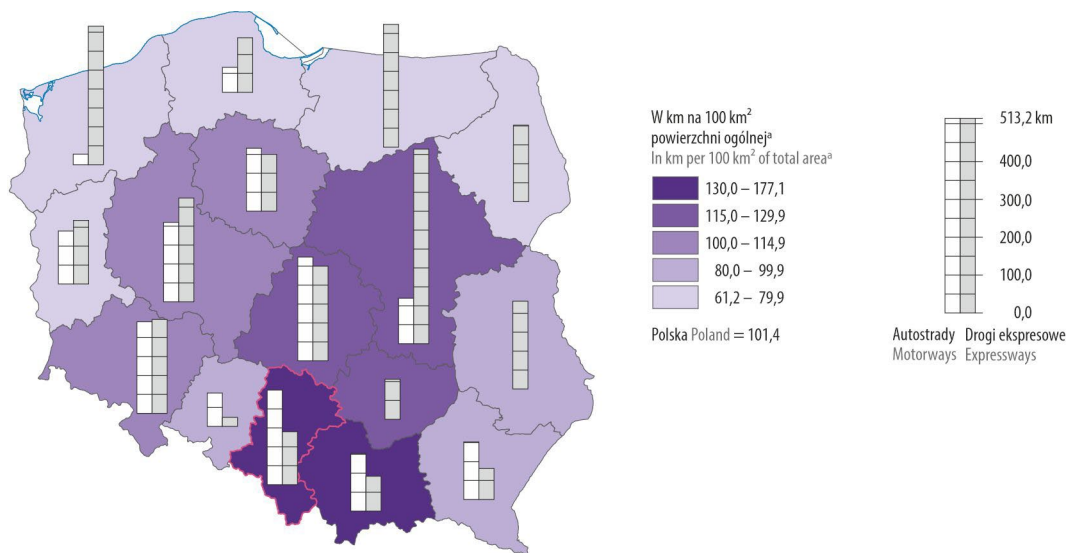 W km na 100 km²
powierzchni ogólnejᵃ
In km per 100 km² of total areaᵃ
130,0 – 177,1
115,0 – 129,9
100,0 – 114,9
80,0 – 99,9
61,2 – 79,9
Polska Poland = 101,4
513,2 km
400,0
300,0
200,0
100,0
0,0
Autostrady Drogi ekspresowe
Motorways Expressways